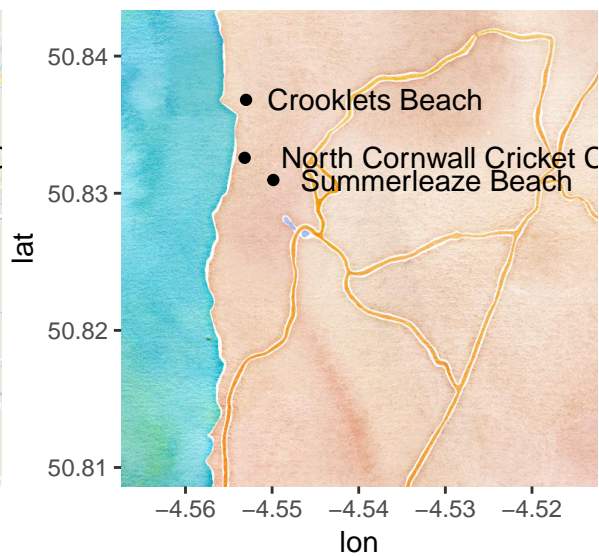 50.84
Crooklets Beach
North Cornwall Cricket C
50.83
Summerleaze Beach
lat
50.82
50.81
−4.56 −4.55 −4.54 −4.53 −4.52
lon